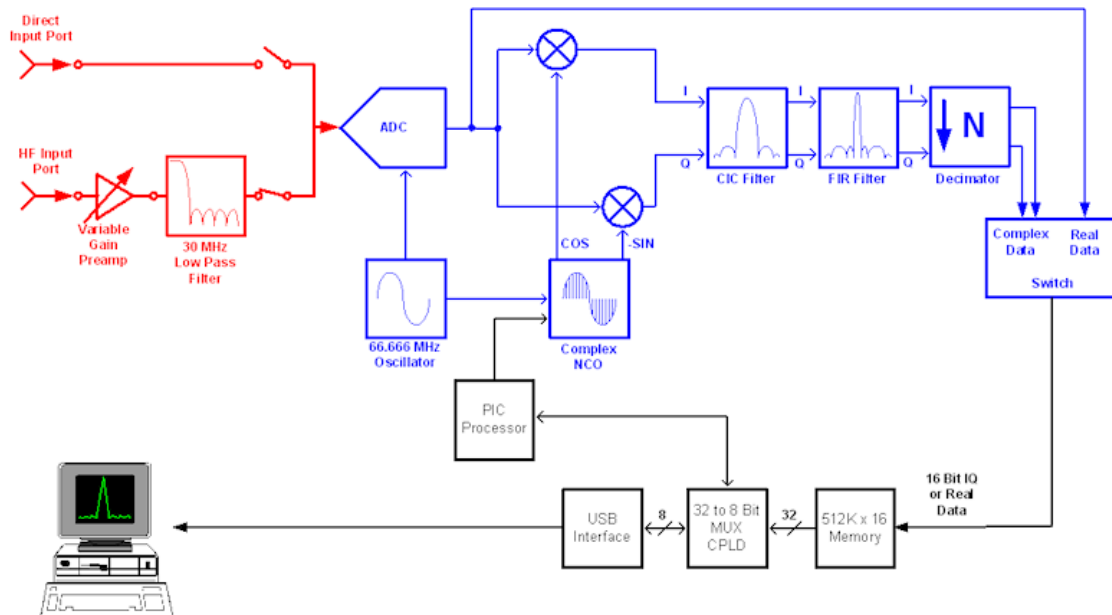 Direct
Input Port
HF Input
Port
Variable
Gain
Preamp
30 MHz
Low Pass
Filter
ADC
66.666 MHz
Oscillator
COS
-SIN
Complex
NCO
I
Q
CIC Filter
I
Q
FIR Filter
I
Q
N
Decimator
Complex
Data
Real
Data
Switch
PIC
Processor
16 Bit IQ
or Real
Data
USB
Interface
8
32 to 8 Bit
MUX
CPLD
32
512K x 16
Memory